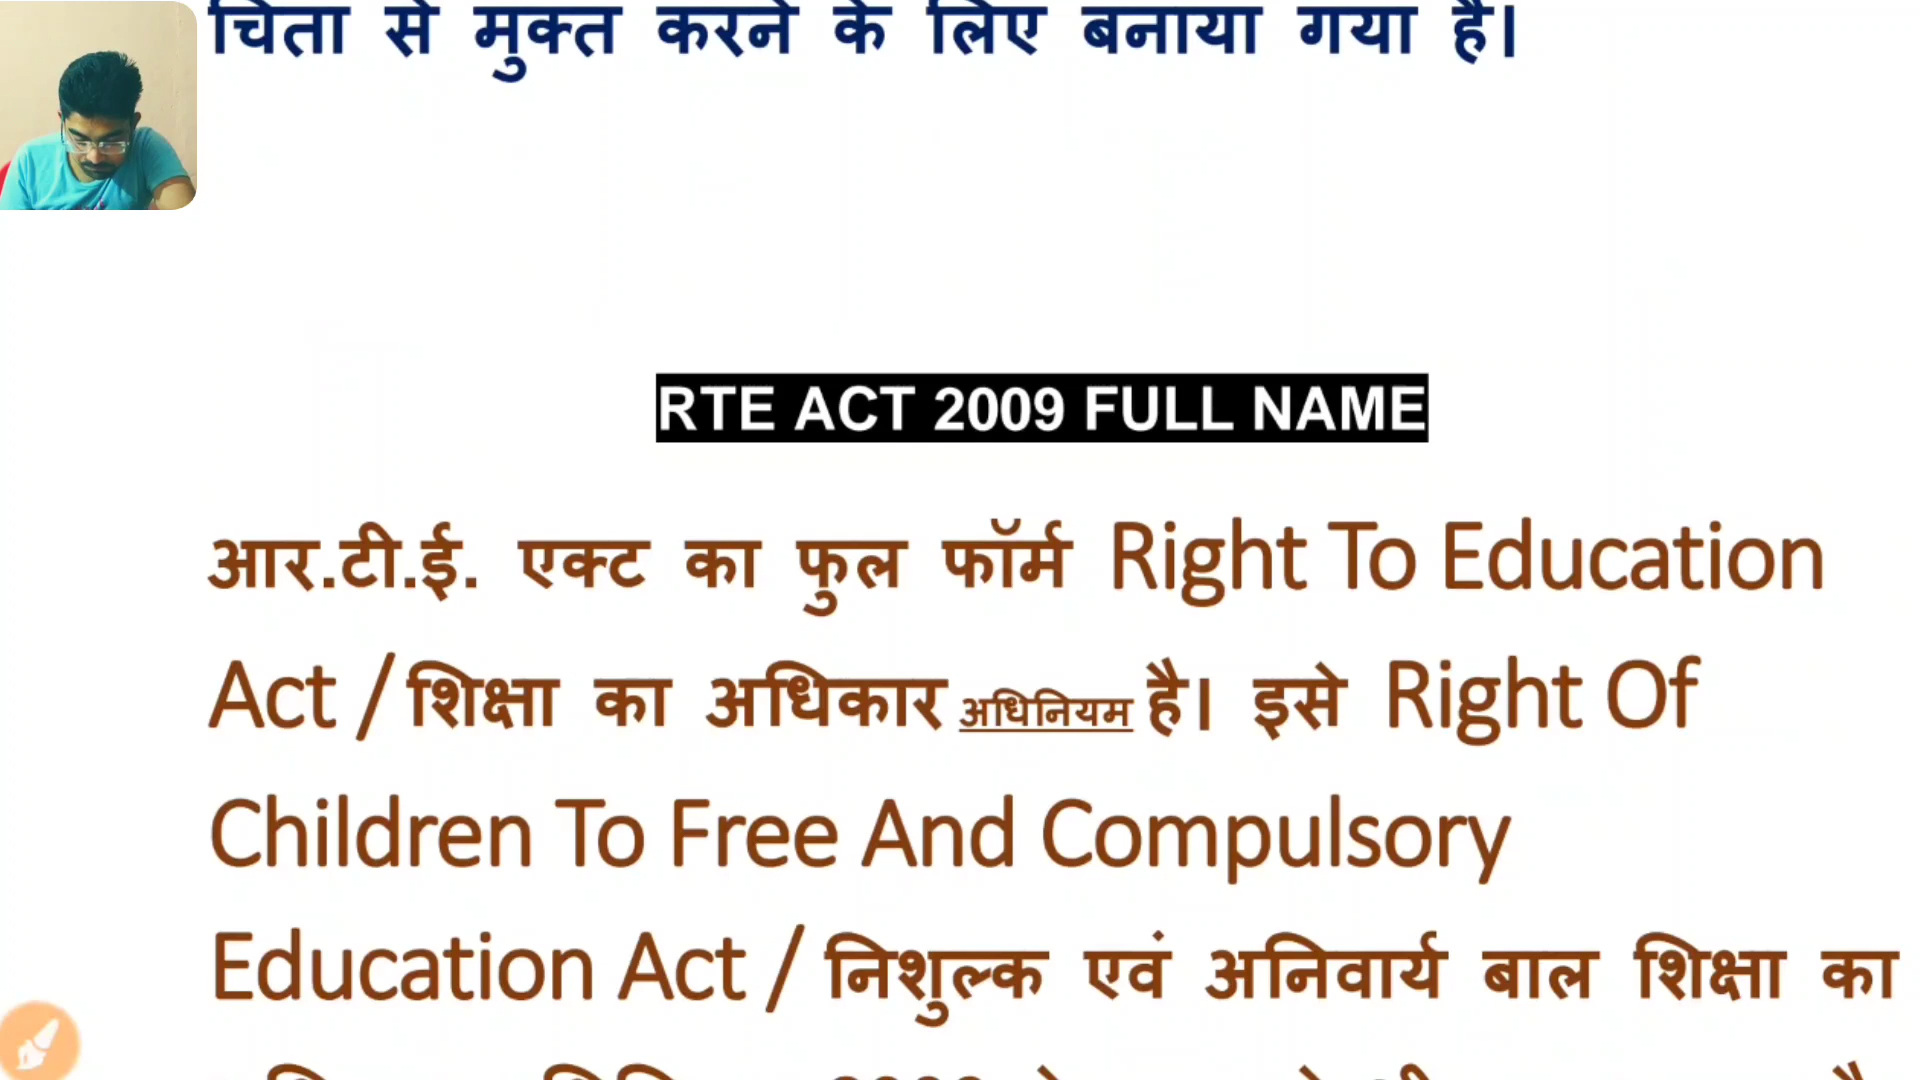 चिंता से मुक्त करने के लिए बनाया गया है।
RTE ACT 2009 FULL NAME
आर.टी.ई. एक्ट का फुल फॉर्म Right To Education
Act / शिक्षा का अधिकार अधिनियम है। इसे Right Of
Children To Free And Compulsory
Education Act / निशुल्क एवं अनिवार्य बाल शिक्षा का